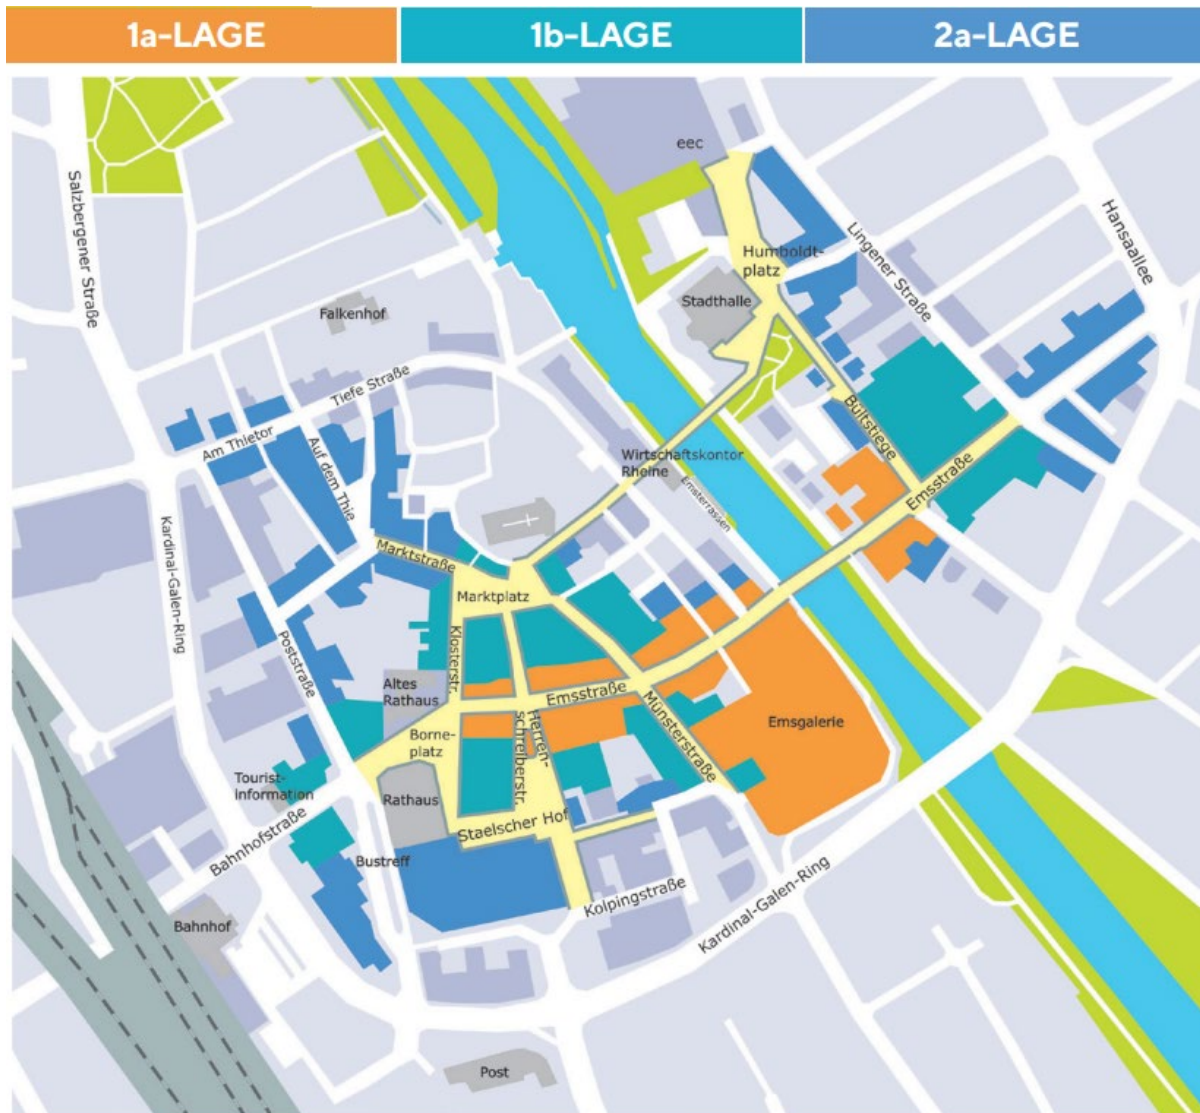 1a-LAGE
1b-LAGE
2a-LAGE
eec
Salzbergener Straße
Hansaallee
Lingener Straße
Humboldt-
platz
Stadthalle
Falkenhof
Tiefe Straße
Am Thietor
Auf dem Thie
Bültstiege
Wirtschaftskontor
Rheine
Emsterrassen
Emsstraße
Kardinal-Galen-Ring
Marktstraße
Marktplatz
Klosterstr.
Poststraße
Altes
Rathaus
Emsstraße
Münsterstraße
Emsgalerie
Borne-
platz
Herren-
schreiberstr.
Tourist-
information
Rathaus
Staelscher Hof
Bahnhofstraße
Bustreff
Kolpingstraße
Kardinal-Galen-Ring
Bahnhof
Post